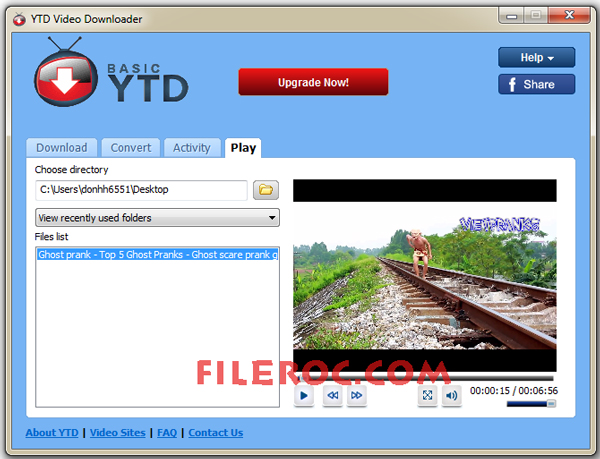 YTD Video Downloader
BASIC
YTD
Upgrade Now!
Help
f Share
Download Convert Activity Play
Choose directory
C:\Users\donhh6551\Desktop
View recently used folders
Files list
Ghost prank - Top 5 Ghost Pranks - Ghost scare prank g
VIETPRANKS
FILEROC.COM
00:00:15 / 00:06:56
About YTD | Video Sites | FAQ | Contact Us